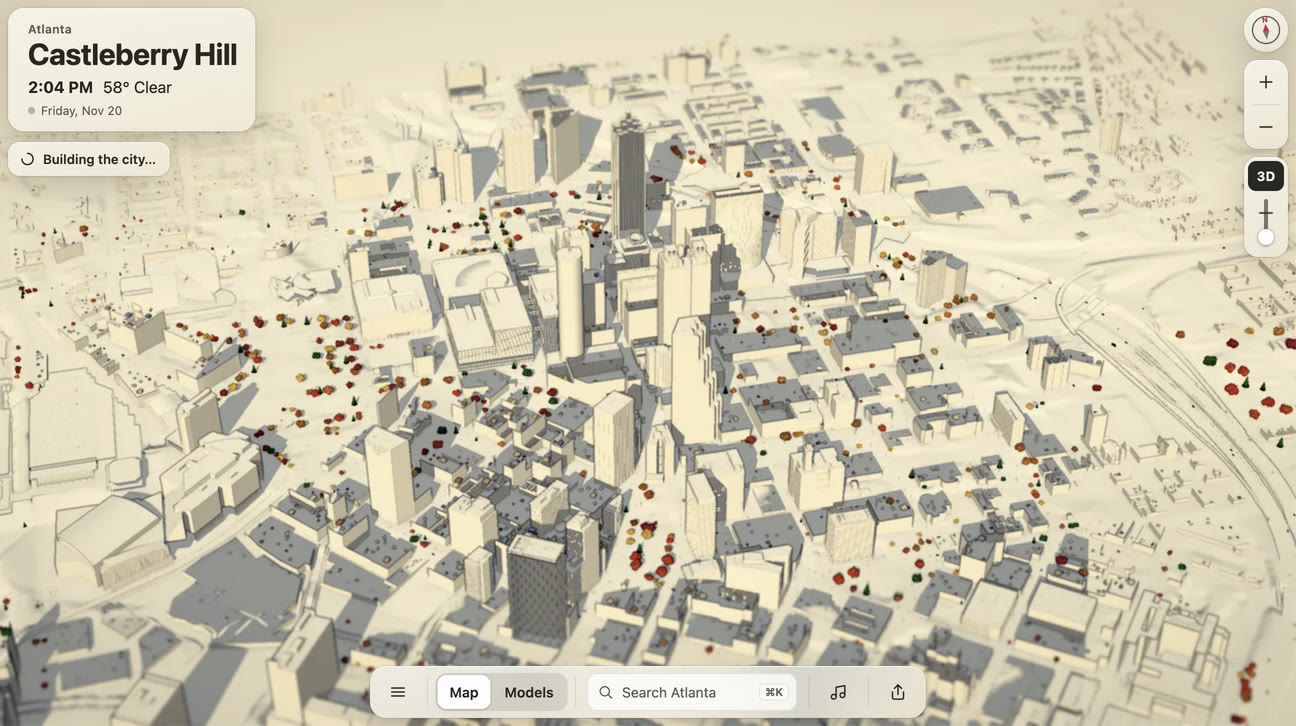 Atlanta
Castleberry Hill
2:04 PM 58° Clear
Friday, Nov 20
Building the city...
N
+
−
3D
Map
Models
Search Atlanta
⌘K